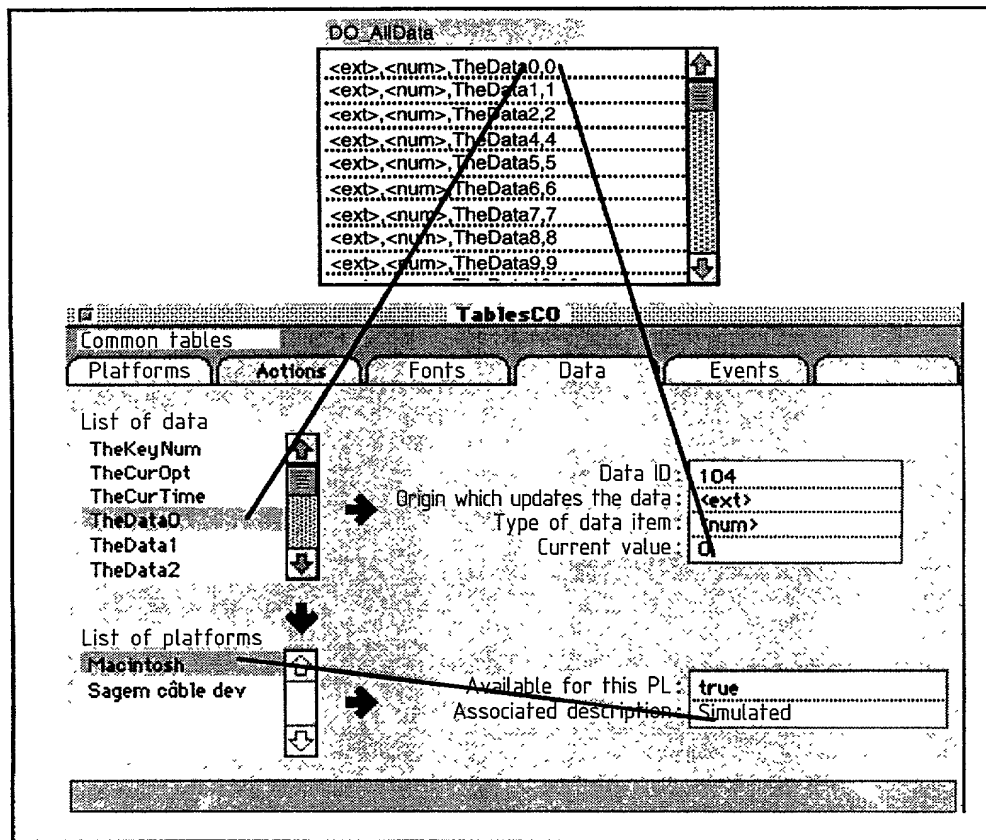 DO_AllData
<ext>,<num>,TheData0,0
<ext>,<num>,TheData1,1
<ext>,<num>,TheData2,2
<ext>,<num>,TheData4,4
<ext>,<num>,TheData5,5
<ext>,<num>,TheData6,6
<ext>,<num>,TheData7,7
<ext>,<num>,TheData8,8
<ext>,<num>,TheData9,9
TablesCO
Common tables
Platforms Actions Fonts Data Events
List of data
TheKeyNum
TheCurOpt
TheCurTime
TheData0
TheData1
TheData2
Data ID: 104
Origin which updates the data: <ext>
Type of data item: <num>
Current value: 0
List of platforms
Macintosh
Sagem câble dev
Available for this PL: true
Associated description: Simulated